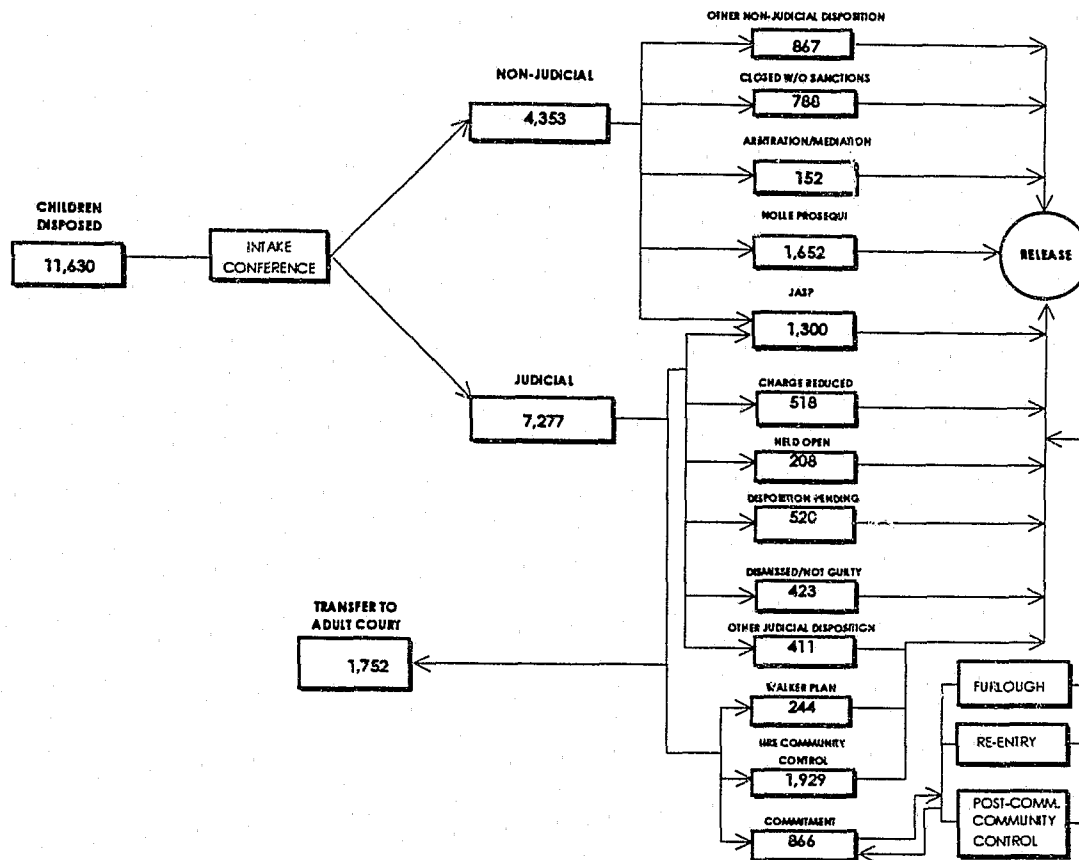 OTHER NON-JUDICIAL DISPOSITION
867
NON-JUDICIAL
4,353
CLOSED W/O SANCTIONS
788
ARBITRATION/MEDIATION
152
CHILDREN
DISPOSED
11,630
INTAKE
CONFERENCE
NOLLE PROSEQUI
1,652
RELEASE
JASP
1,300
JUDICIAL
7,277
CHARGE REDUCED
518
HELD OPEN
208
DISPOSITION PENDING
520
DISMISSED/NOT GUILTY
423
TRANSFER TO
ADULT COURT
1,752
OTHER JUDICIAL DISPOSITION
411
WALKER PLAN
244
HRS COMMUNITY
CONTROL
1,929
COMMITMENT
866
FURLOUGH
RE-ENTRY
POST-COMM.
COMMUNITY
CONTROL